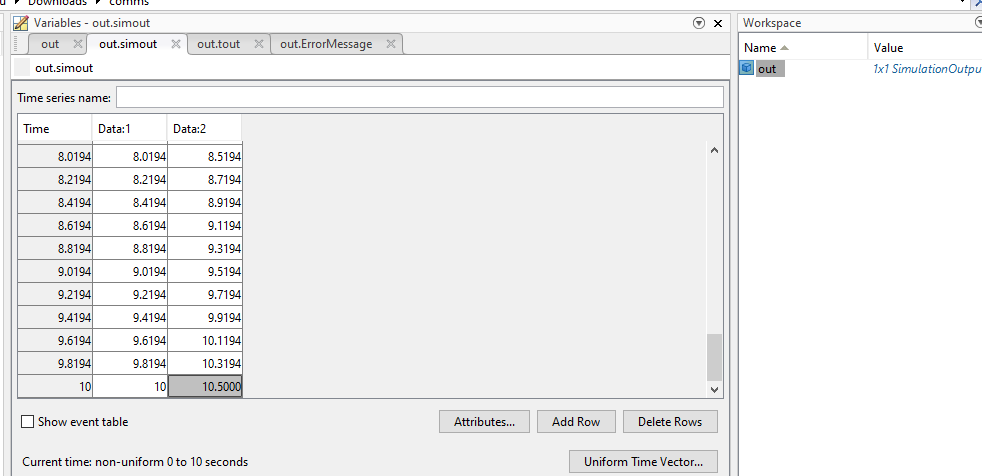 Downloads comms
Variables - out.simout
out out.simout out.tout out.ErrorMessage
out.simout
Time series name:
Time Data:1 Data:2
8.0194 8.0194 8.5194
8.2194 8.2194 8.7194
8.4194 8.4194 8.9194
8.6194 8.6194 9.1194
8.8194 8.8194 9.3194
9.0194 9.0194 9.5194
9.2194 9.2194 9.7194
9.4194 9.4194 9.9194
9.6194 9.6194 10.1194
9.8194 9.8194 10.3194
10 10 10.5000
Show event table
Attributes... Add Row Delete Rows
Current time: non-uniform 0 to 10 seconds
Uniform Time Vector...
Workspace
Name Value
out 1x1 SimulationOutpu